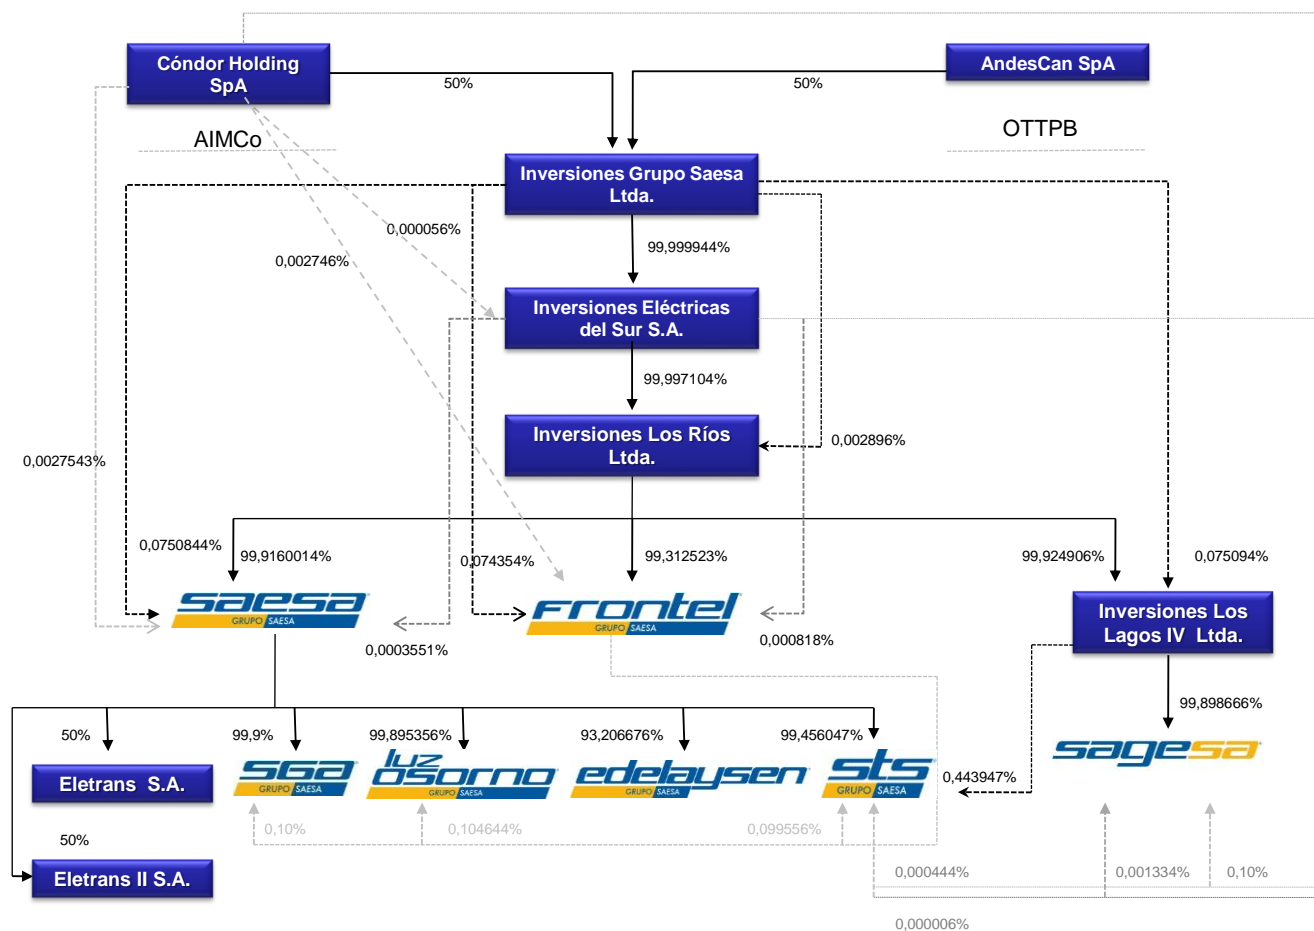 Cóndor Holding
SpA
AndesCan SpA
50%
50%
AIMCo
OTTPB
Inversiones Grupo Saesa
Ltda.
0,000056%
99,999944%
0,002746%
Inversiones Eléctricas
del Sur S.A.
99,997104%
Inversiones Los Ríos
Ltda.
0,002896%
0,0027543%
0,0750844%
99,9160014%
0,074354%
99,312523%
99,924906%
0,075094%
saesa
GRUPO SAESA
Frontel
GRUPO SAESA
Inversiones Los
Lagos IV Ltda.
0,0003551%
0,000818%
99,898666%
50%
99,9%
99,895356%
93,206676%
99,456047%
sagesa
Eletrans S.A.
sga
GRUPO SAESA
luz
osorno
GRUPO SAESA
edelaysen
GRUPO SAESA
sts
GRUPO SAESA
0,443947%
50%
0,10%
0,104644%
0,099556%
Eletrans II S.A.
0,000444%
0,001334%
0,10%
0,000006%